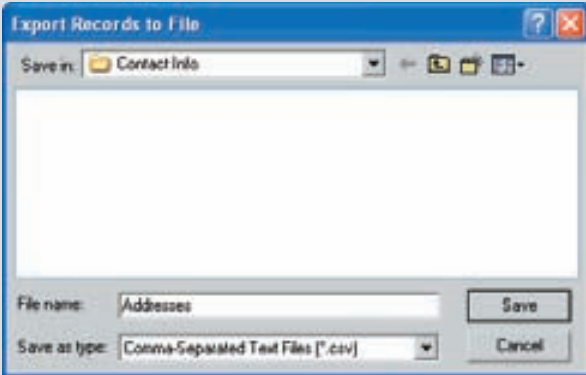 Export Records to File
Save in: Contact Info
File name: Addresses
Save
Save as type: Comma-Separated Text Files (*.csv)
Cancel